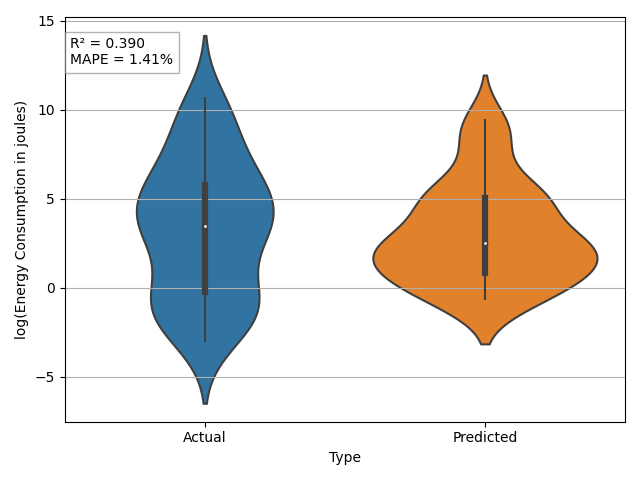 R² = 0.390
MAPE = 1.41%
15
10
5
0
−5
log(Energy Consumption in joules)
Actual
Predicted
Type